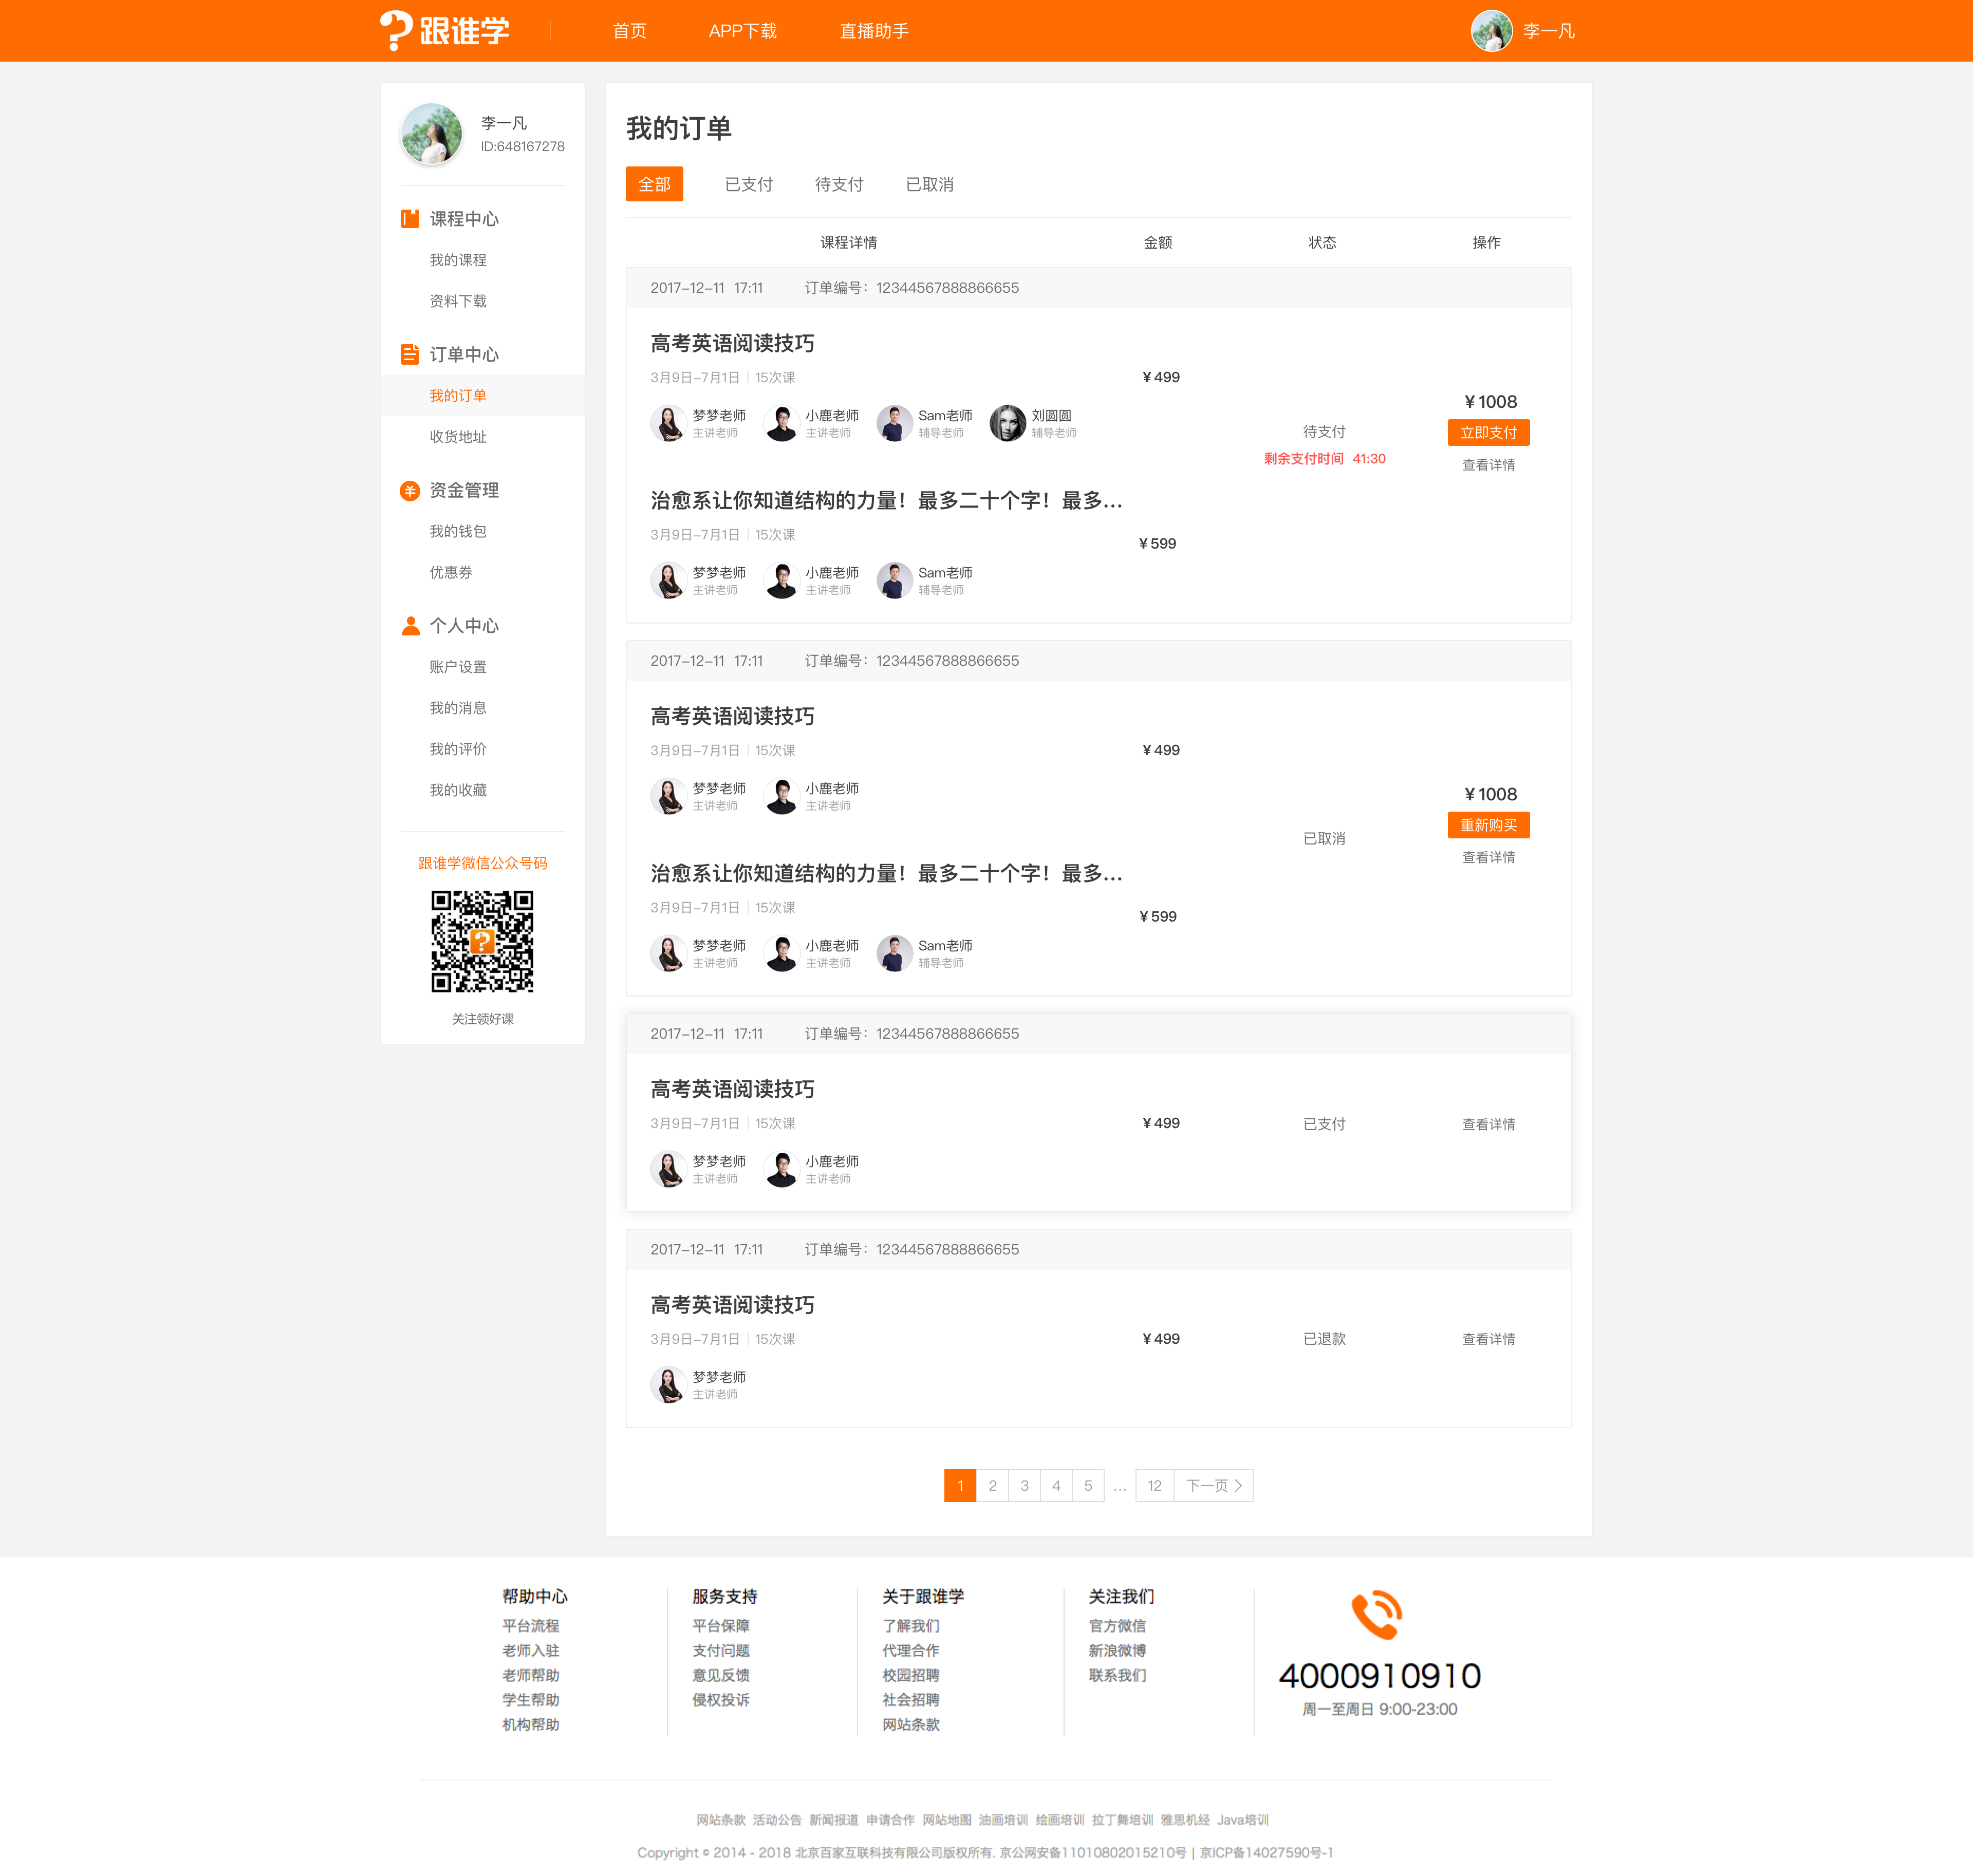 跟谁学 首页 APP下载 直播助手 李一凡
李一凡
ID:648167278
课程中心
我的课程
资料下载
订单中心
我的订单
收货地址
资金管理
我的钱包
优惠券
个人中心
账户设置
我的消息
我的评价
我的收藏
跟谁学微信公众号码
关注领好课
我的订单
全部 已支付 待支付 已取消
课程详情 金额 状态 操作
2017-12-11 17:11 订单编号：12344567888866655
高考英语阅读技巧
3月9日-7月1日 | 15次课 ¥499
梦梦老师 小鹿老师 Sam老师 刘圆圆
主讲老师 主讲老师 辅导老师 辅导老师
治愈系让你知道结构的力量！最多二十个字！最多...
3月9日-7月1日 | 15次课
¥599
梦梦老师 小鹿老师 Sam老师
主讲老师 主讲老师 辅导老师
待支付
剩余支付时间 41:30
¥1008
立即支付
查看详情
2017-12-11 17:11 订单编号：12344567888866655
高考英语阅读技巧
3月9日-7月1日 | 15次课 ¥499
梦梦老师 小鹿老师
主讲老师 主讲老师
治愈系让你知道结构的力量！最多二十个字！最多...
3月9日-7月1日 | 15次课
¥599
梦梦老师 小鹿老师 Sam老师
主讲老师 主讲老师 辅导老师
已取消
¥1008
重新购买
查看详情
2017-12-11 17:11 订单编号：12344567888866655
高考英语阅读技巧
3月9日-7月1日 | 15次课 ¥499 已支付 查看详情
梦梦老师 小鹿老师
主讲老师 主讲老师
2017-12-11 17:11 订单编号：12344567888866655
高考英语阅读技巧
3月9日-7月1日 | 15次课 ¥499 已退款 查看详情
梦梦老师
主讲老师
1 2 3 4 5 ... 12 下一页
帮助中心
平台流程
老师入驻
老师帮助
学生帮助
机构帮助
服务支持
平台保障
支付问题
意见反馈
侵权投诉
关于跟谁学
了解我们
代理合作
校园招聘
社会招聘
网站条款
关注我们
官方微信
新浪微博
联系我们
4000910910
周一至周日 9:00-23:00
网站条款 活动公告 新闻报道 申请合作 网站地图 油画培训 绘画培训 拉丁舞培训 雅思机经 Java培训
Copyright © 2014 - 2018 北京百家互联科技有限公司版权所有. 京公网安备11010802015210号 | 京ICP备14027590号-1